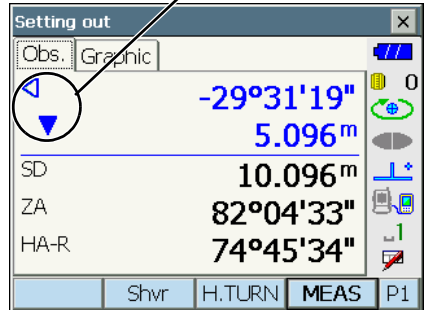 Setting out
Obs. Graphic
0
-29°31'19"
5.096m
SD 10.096m
ZA 82°04'33"
HA-R 74°45'34"
1
Shvr H.TURN MEAS P1